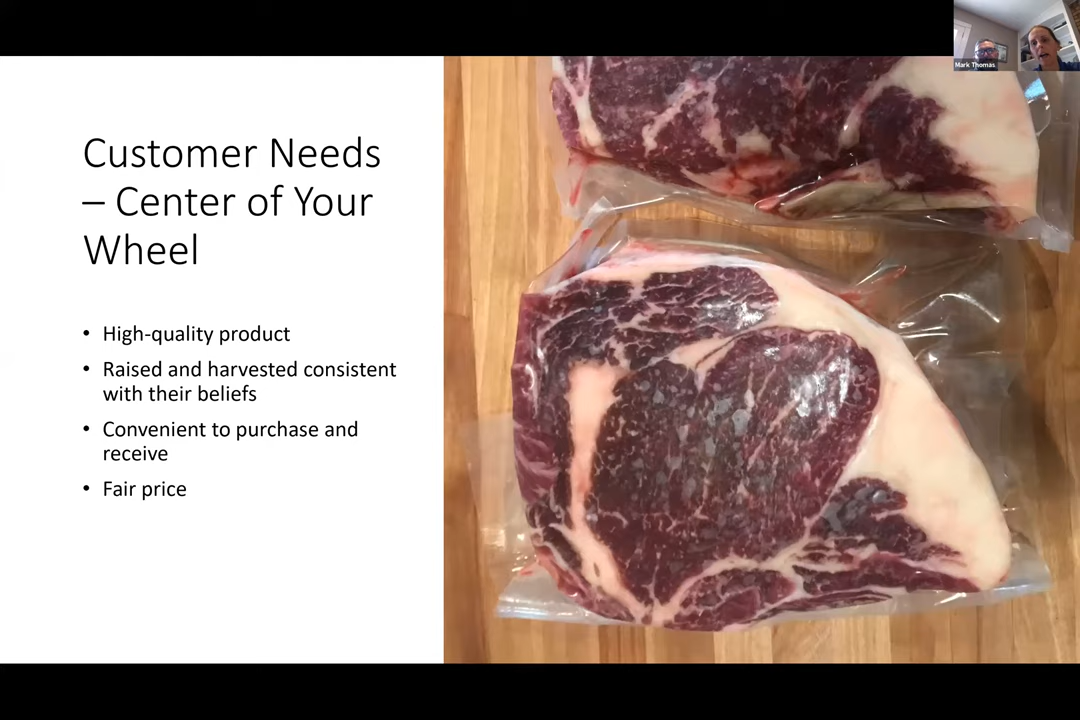 Mark Thomas
Customer Needs
– Center of Your
Wheel
• High-quality product
• Raised and harvested consistent
with their beliefs
• Convenient to purchase and
receive
• Fair price